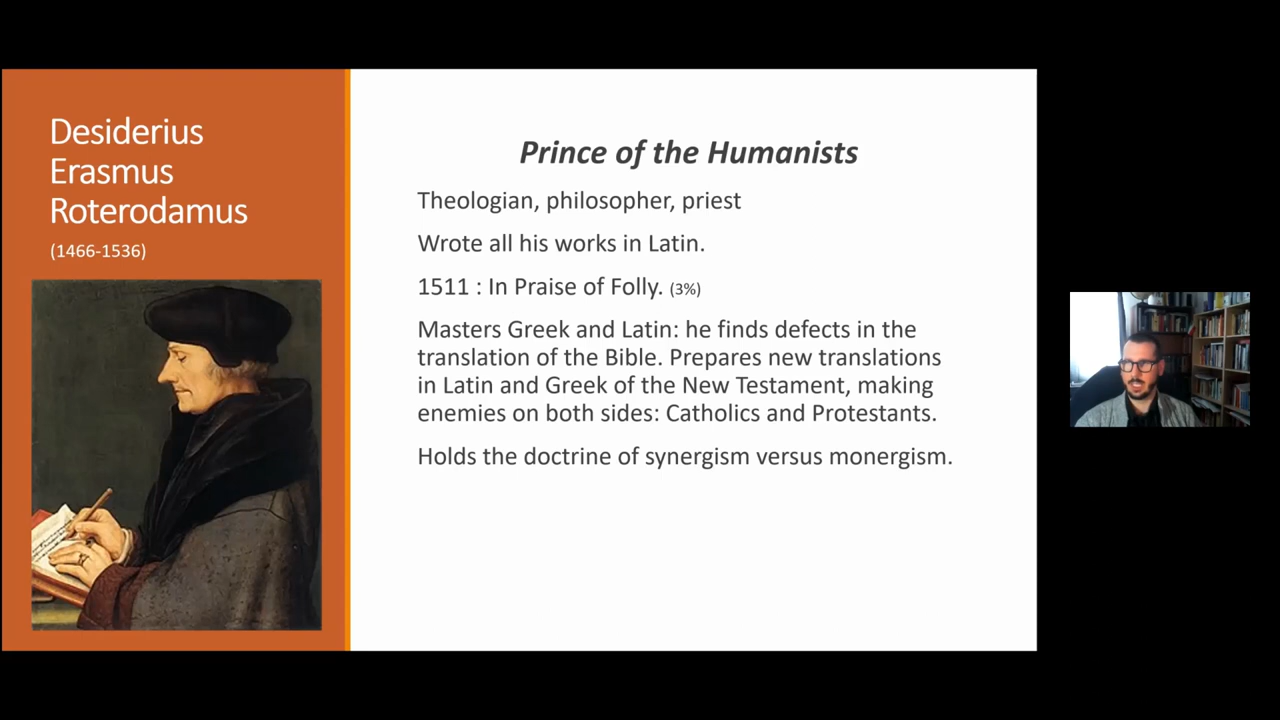 Desiderius
Erasmus
Roterodamus
(1466-1536)
Prince of the Humanists
Theologian, philosopher, priest
Wrote all his works in Latin.
1511 : In Praise of Folly. (3%)
Masters Greek and Latin: he finds defects in the
translation of the Bible. Prepares new translations
in Latin and Greek of the New Testament, making
enemies on both sides: Catholics and Protestants.
Holds the doctrine of synergism versus monergism.